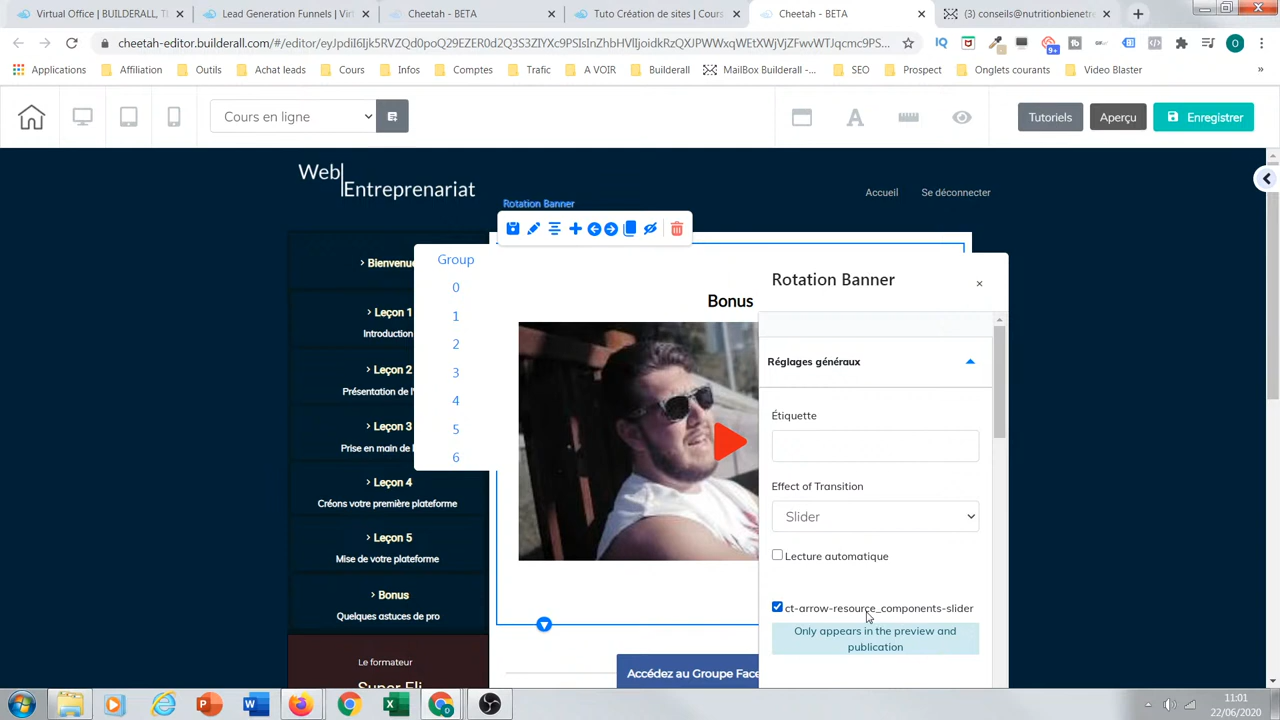 Virtual Office | BUILDERALL, T
Lead Generation Funnels | Virt
Cheetah - BETA
Tuto Création de sites | Cours
Cheetah - BETA
(3) conseils@nutritionbienetre
cheetah-editor.builderall.com/
Applications
Affiliation
Outils
Achat leads
Cours
Infos
Comptes
Trafic
A VOIR
Builderall
MailBox Builderall -...
SEO
Prospect
Onglets courants
Video Blaster
»
Cours en ligne
Tutoriels
Aperçu
Enregistrer
Web
Entreprenariat
Accueil
Se déconnecter
Rotation Banner
Group
0
1
2
3
4
5
6
> Bienvenue
> Leçon 1
Introduction
> Leçon 2
Présentation de l'
> Leçon 3
Prise en main de l
> Leçon 4
Créons votre première plateforme
> Leçon 5
Mise de votre plateforme
> Bonus
Quelques astuces de pro
Le formateur
Super Eli
Bonus
Accédez au Groupe Face
Rotation Banner
×
Réglages généraux
Étiquette
Effect of Transition
Slider
Lecture automatique
ct-arrow-resource_components-slider
Only appears in the preview and
publication
11:01
22/06/2020